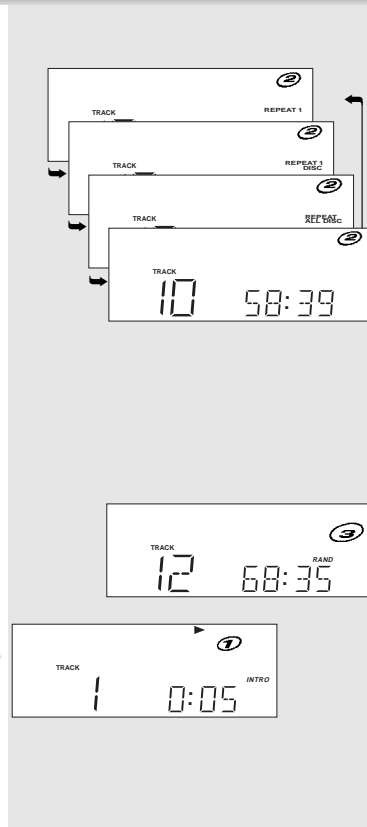 2
TRACK REPEAT 1
2
TRACK REPEAT 1
DISC
2
TRACK REPEAT
ALL DISC
2
TRACK
10 58:39
3
TRACK RAND
12 68:35
1
TRACK
1 0:05 INTRO